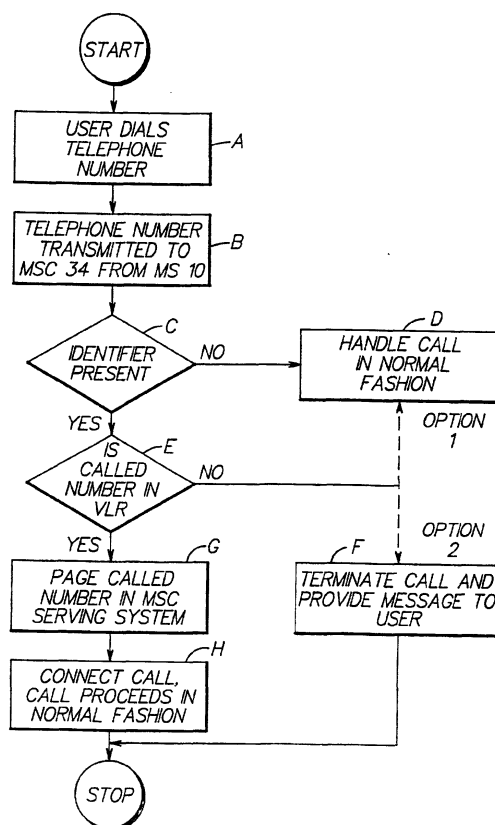 START
USER DIALS
TELEPHONE
NUMBER
A
TELEPHONE NUMBER
TRANSMITTED TO
MSC 34 FROM MS 10
B
C
IDENTIFIER
PRESENT
NO
D
HANDLE CALL
IN NORMAL
FASHION
YES
E
IS
CALLED
NUMBER IN
VLR
NO
OPTION
1
OPTION
2
YES
G
PAGE CALLED
NUMBER IN MSC
SERVING SYSTEM
F
TERMINATE CALL AND
PROVIDE MESSAGE TO
USER
H
CONNECT CALL,
CALL PROCEEDS IN
NORMAL FASHION
STOP